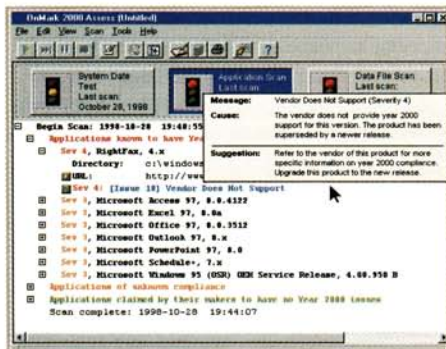 OnMark 2000 Assess (Untitled)
File Edit View Scan Tools Help
System Date
Test
Last scan:
October 28, 1998
Application Scan
Last scan:
Data File Scan
Last scan:
Message: Vendor Does Not Support (Severity 4)
Cause: The vendor does not provide year 2000
support for this version. The product has been
superseded by a newer release.
Suggestion: Refer to the vendor of this product for more
specific information on year 2000 compliance.
Upgrade this product to the new release.
Begin Scan: 1998-10-28 19:40:55
Applications known to have Yea
Sev 4, RightFax, 4.x
Directory: c:\windows
URL: http://www
Sev 4: [Issue 10] Vendor Does Not Support
Sev 3, Microsoft Access 97, 8.0.4122
Sev 3, Microsoft Excel 97, 8.0a
Sev 3, Microsoft Office 97, 8.0.3512
Sev 3, Microsoft Outlook 97, 8.x
Sev 3, Microsoft PowerPoint 97, 8.0
Sev 3, Microsoft Schedule+, 7.x
Sev 3, Microsoft Windows 95 (OSR) OEM Service Release, 4.00.950 B
Applications of unknown compliance
Applications claimed by their makers to have no Year 2000 issues
Scan complete: 1998-10-28 19:44:07